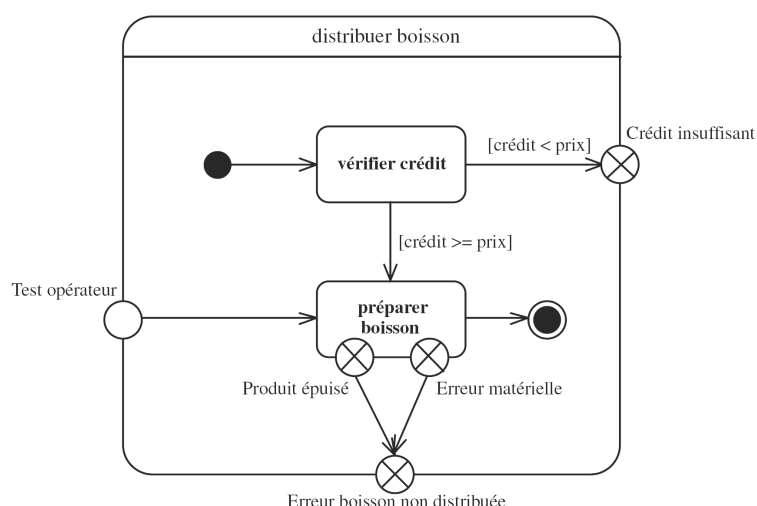 distribuer boisson
Crédit insuffisant
[crédit < prix]
vérifier crédit
[crédit >= prix]
Test opérateur
préparer
boisson
Produit épuisé
Erreur matérielle
Erreur boisson non distribuée